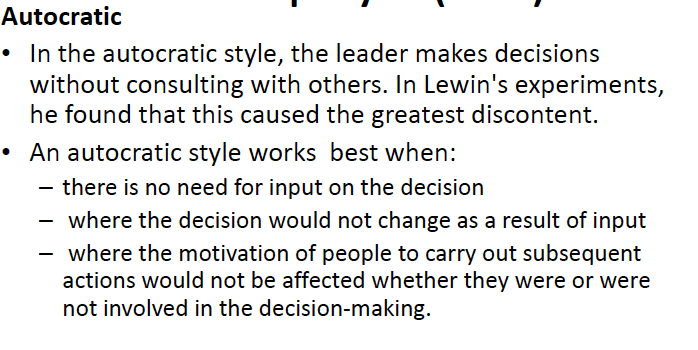 Autocratic
• In the autocratic style, the leader makes decisions
without consulting with others. In Lewin's experiments,
he found that this caused the greatest discontent.
• An autocratic style works  best when:
– there is no need for input on the decision
–  where the decision would not change as a result of input
–  where the motivation of people to carry out subsequent
actions would not be affected whether they were or were
not involved in the decision-making.